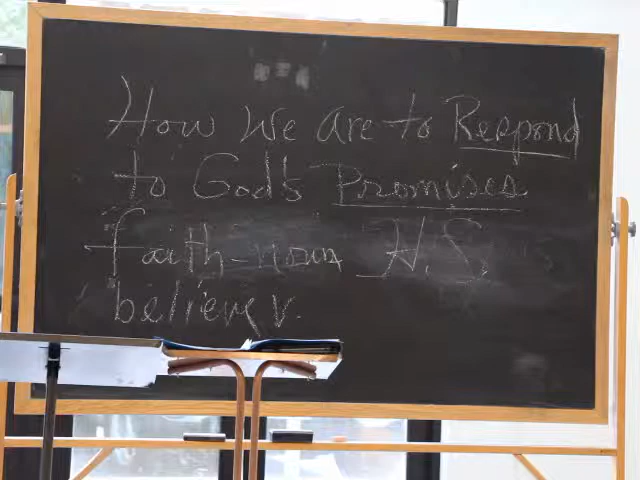 How We are to Respond
to God's Promises
faith-noun H.S.
believe, v.